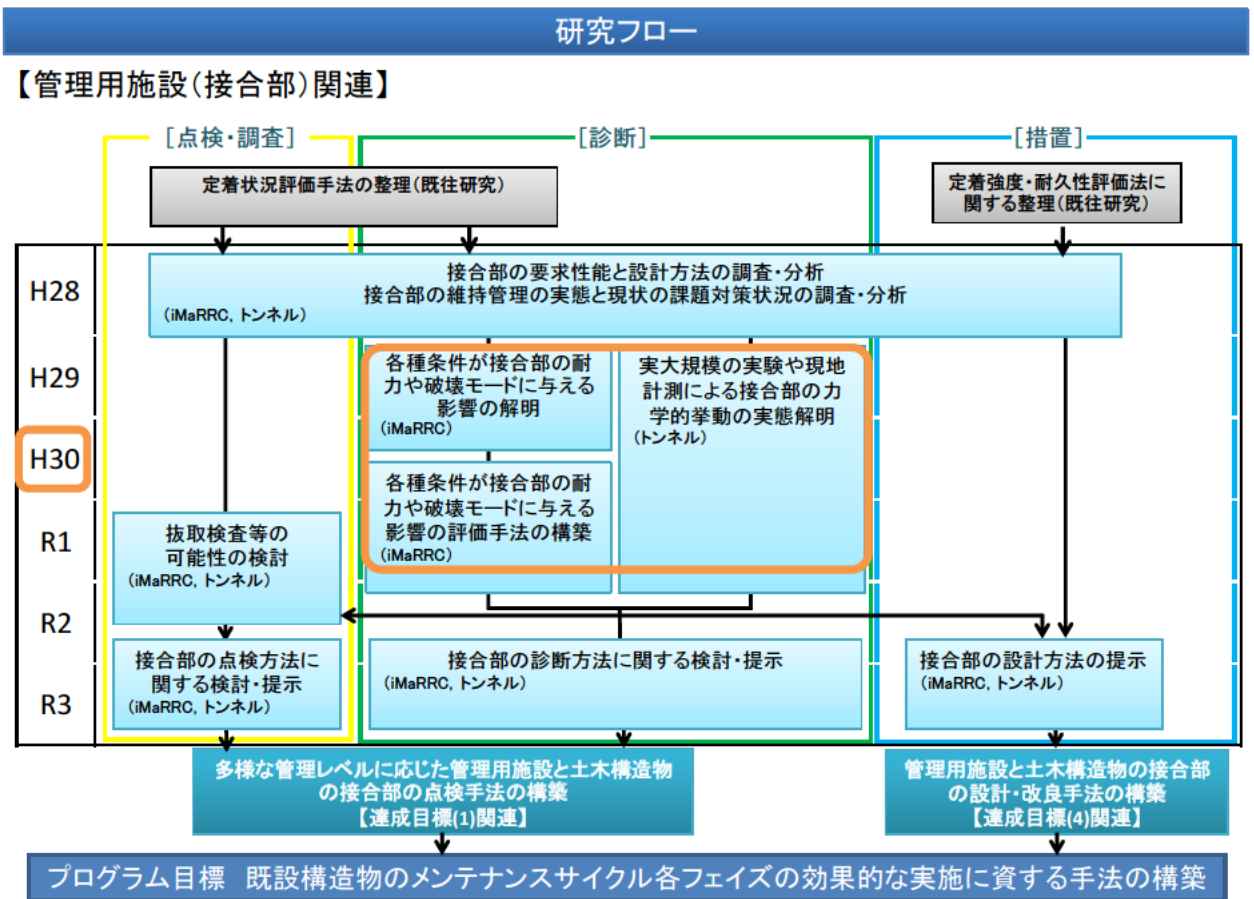 研究フロー
【管理用施設(接合部)関連】
[点検・調査]
[診断]
[措置]
定着状況評価手法の整理(既往研究)
定着強度・耐久性評価法に
関する整理(既往研究)
H28
接合部の要求性能と設計方法の調査・分析
接合部の維持管理の実態と現状の課題対策状況の調査・分析
(iMaRRC, トンネル)
H29
各種条件が接合部の耐
力や破壊モードに与える
影響の解明
(iMaRRC)
実大規模の実験や現地
計測による接合部の力
学的挙動の実態解明
(トンネル)
H30
各種条件が接合部の耐
力や破壊モードに与える
影響の評価手法の構築
(iMaRRC)
R1
抜取検査等の
可能性の検討
(iMaRRC, トンネル)
R2
接合部の点検方法に
関する検討・提示
(iMaRRC, トンネル)
接合部の診断方法に関する検討・提示
(iMaRRC, トンネル)
接合部の設計方法の提示
(iMaRRC, トンネル)
R3
多様な管理レベルに応じた管理用施設と土木構造物
の接合部の点検手法の構築
【達成目標(1)関連】
管理用施設と土木構造物の接合部
の設計・改良手法の構築
【達成目標(4)関連】
プログラム目標 既設構造物のメンテナンスサイクル各フェイズの効果的な実施に資する手法の構築